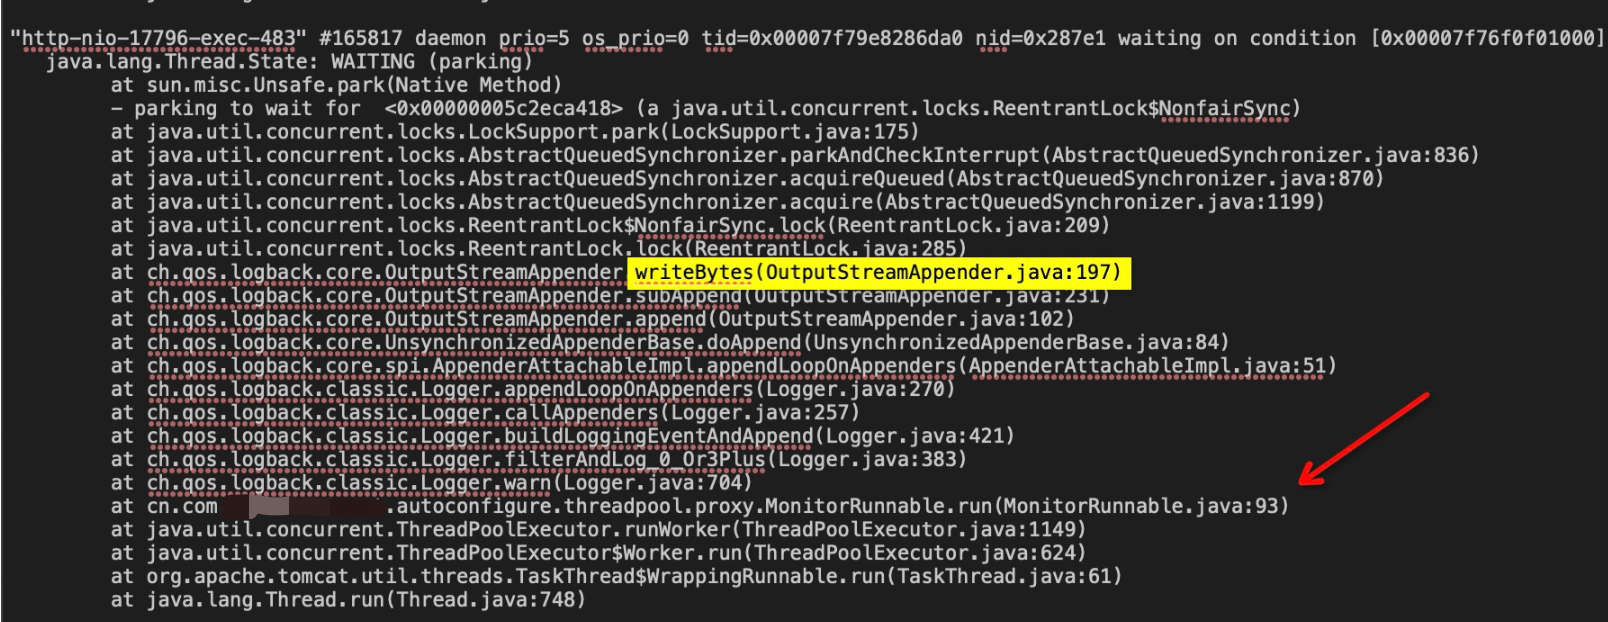 "http-nio-17796-exec-483" #165817 daemon prio=5 os_prio=0 tid=0x00007f79e8286da0 nid=0x287e1 waiting on condition [0x00007f76f0f01000]
java.lang.Thread.State: WAITING (parking)
at sun.misc.Unsafe.park(Native Method)
- parking to wait for  <0x00000005c2eca418> (a java.util.concurrent.locks.ReentrantLock$NonfairSync)
at java.util.concurrent.locks.LockSupport.park(LockSupport.java:175)
at java.util.concurrent.locks.AbstractQueuedSynchronizer.parkAndCheckInterrupt(AbstractQueuedSynchronizer.java:836)
at java.util.concurrent.locks.AbstractQueuedSynchronizer.acquireQueued(AbstractQueuedSynchronizer.java:870)
at java.util.concurrent.locks.AbstractQueuedSynchronizer.acquire(AbstractQueuedSynchronizer.java:1199)
at java.util.concurrent.locks.ReentrantLock$NonfairSync.lock(ReentrantLock.java:209)
at java.util.concurrent.locks.ReentrantLock.lock(ReentrantLock.java:285)
at ch.qos.logback.core.OutputStreamAppender.writeBytes(OutputStreamAppender.java:197)
at ch.qos.logback.core.OutputStreamAppender.subAppend(OutputStreamAppender.java:231)
at ch.qos.logback.core.OutputStreamAppender.append(OutputStreamAppender.java:102)
at ch.qos.logback.core.UnsynchronizedAppenderBase.doAppend(UnsynchronizedAppenderBase.java:84)
at ch.qos.logback.core.spi.AppenderAttachableImpl.appendLoopOnAppenders(AppenderAttachableImpl.java:51)
at ch.qos.logback.classic.Logger.appendLoopOnAppenders(Logger.java:270)
at ch.qos.logback.classic.Logger.callAppenders(Logger.java:257)
at ch.qos.logback.classic.Logger.buildLoggingEventAndAppend(Logger.java:421)
at ch.qos.logback.classic.Logger.filterAndLog_0_Or3Plus(Logger.java:383)
at ch.qos.logback.classic.Logger.warn(Logger.java:704)
at cn.com .autoconfigure.threadpool.proxy.MonitorRunnable.run(MonitorRunnable.java:93)
at java.util.concurrent.ThreadPoolExecutor.runWorker(ThreadPoolExecutor.java:1149)
at java.util.concurrent.ThreadPoolExecutor$Worker.run(ThreadPoolExecutor.java:624)
at org.apache.tomcat.util.threads.TaskThread$WrappingRunnable.run(TaskThread.java:61)
at java.lang.Thread.run(Thread.java:748)